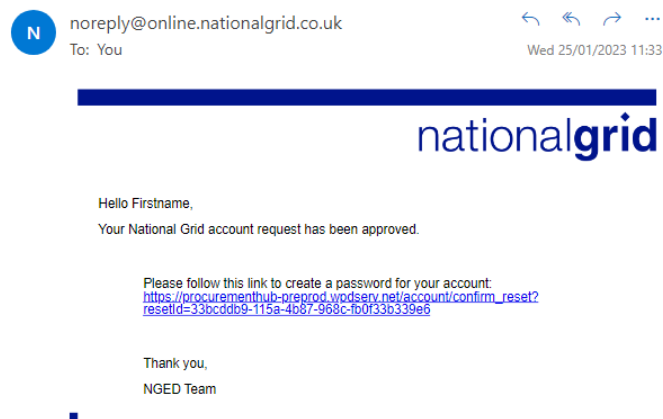 N
noreply@online.nationalgrid.co.uk
To: You
Wed 25/01/2023 11:33
nationalgrid
Hello Firstname,
Your National Grid account request has been approved.
Please follow this link to create a password for your account:
https://procurementhub-preprod.wpdserv.net/account/confirm_reset?
resetId=33bcddb9-115a-4b87-968c-fb0f33b339e6
Thank you,
NGED Team